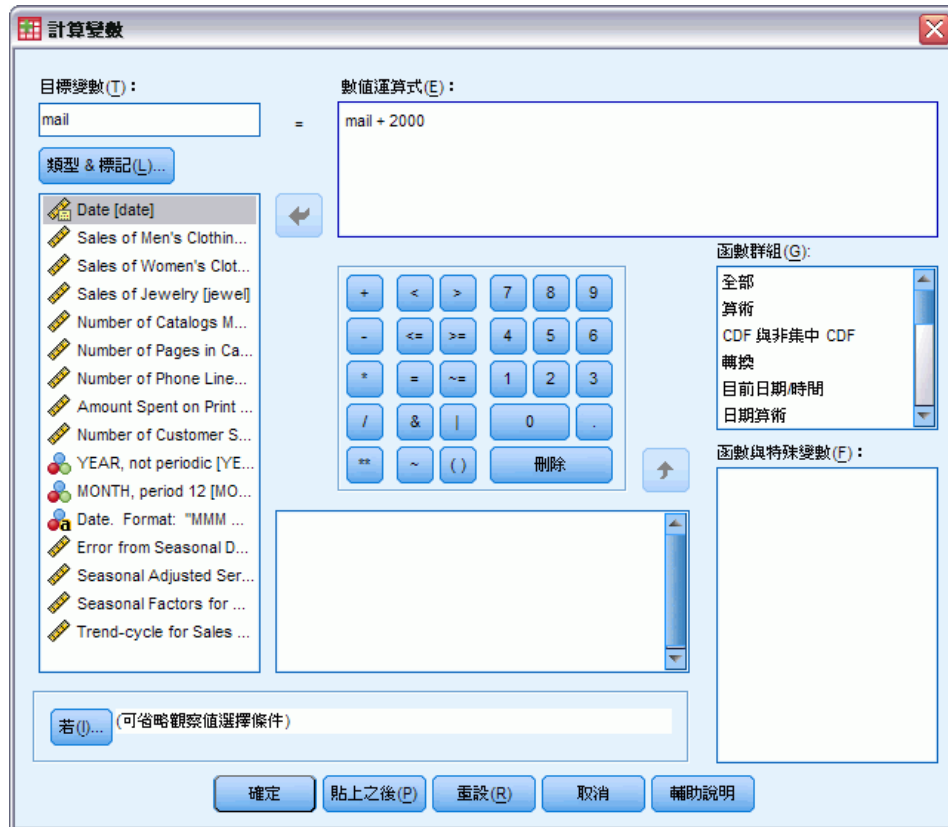 計算變數
目標變數(T):
mail
=
數值運算式(E):
mail + 2000
類型 & 標記(L)...
Date [date]
Sales of Men's Clothin...
Sales of Women's Clot...
Sales of Jewelry [jewel]
Number of Catalogs M...
Number of Pages in Ca...
Number of Phone Line...
Amount Spent on Print ...
Number of Customer S...
YEAR, not periodic [YE...
MONTH, period 12 [MO...
Date. Format: "MMM ...
Error from Seasonal D...
Seasonal Adjusted Ser...
Seasonal Factors for ...
Trend-cycle for Sales ...
+ < > 7 8 9
- <= >= 4 5 6
* = ~= 1 2 3
/ & | 0 .
** ~ ( ) 刪除
函數群組(G):
全部
算術
CDF 與非集中 CDF
轉換
目前日期/時間
日期算術
函數與特殊變數(F):
若(I)... (可省略觀察值選擇條件)
確定 貼上之後(P) 重設(R) 取消 輔助說明